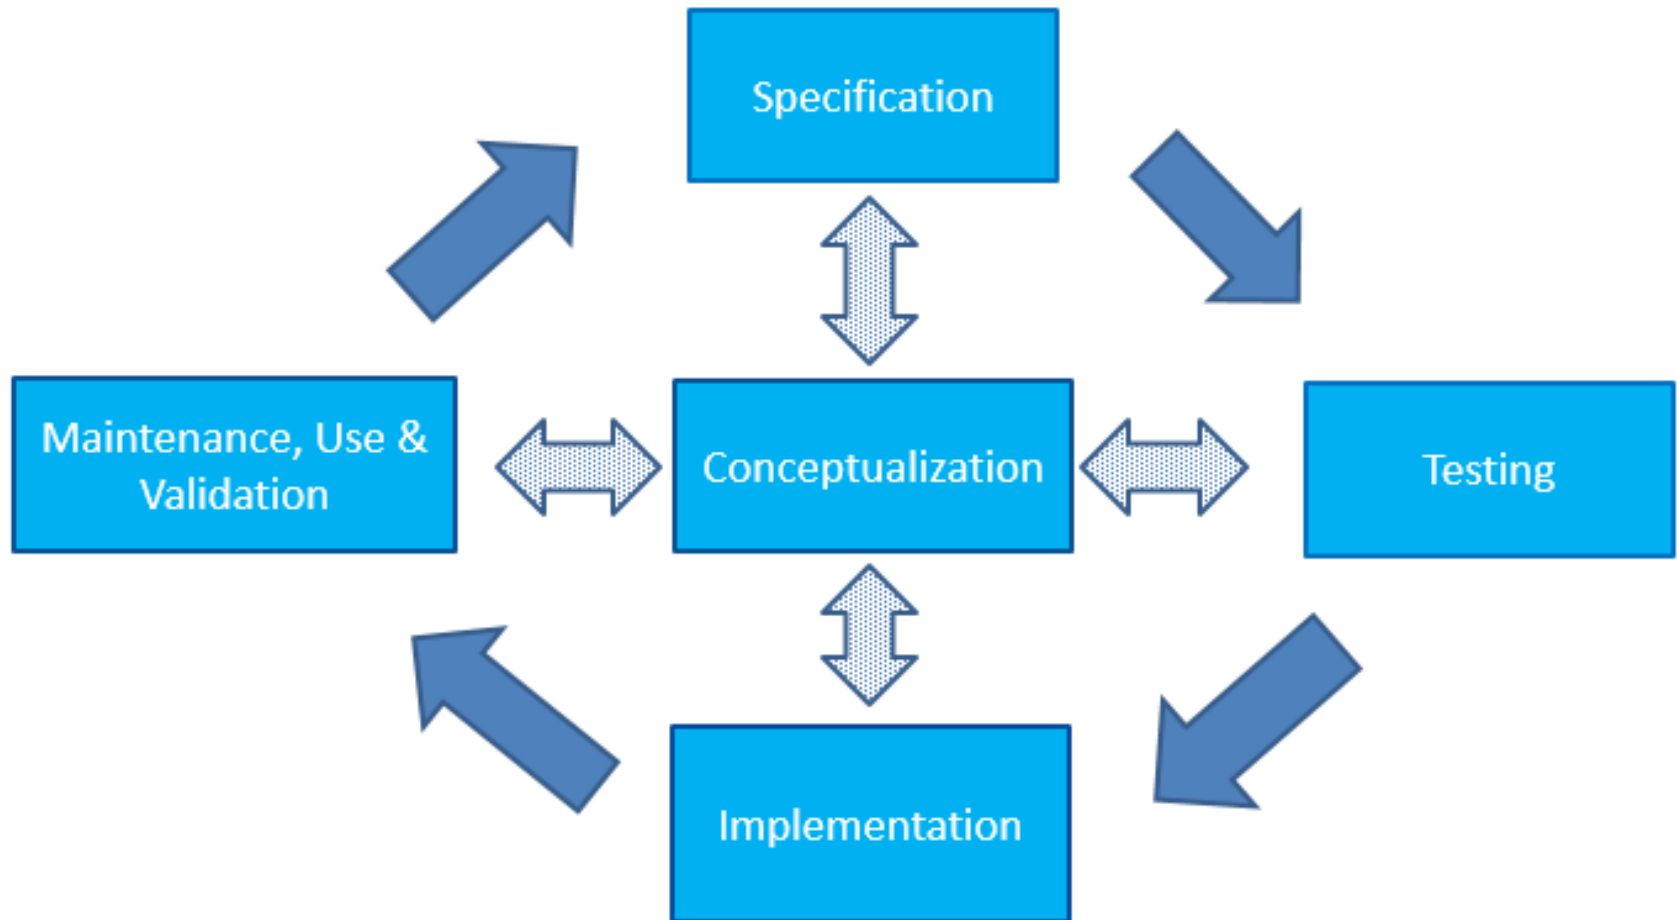 Specification
Maintenance, Use &
Validation
Conceptualization
Testing
Implementation